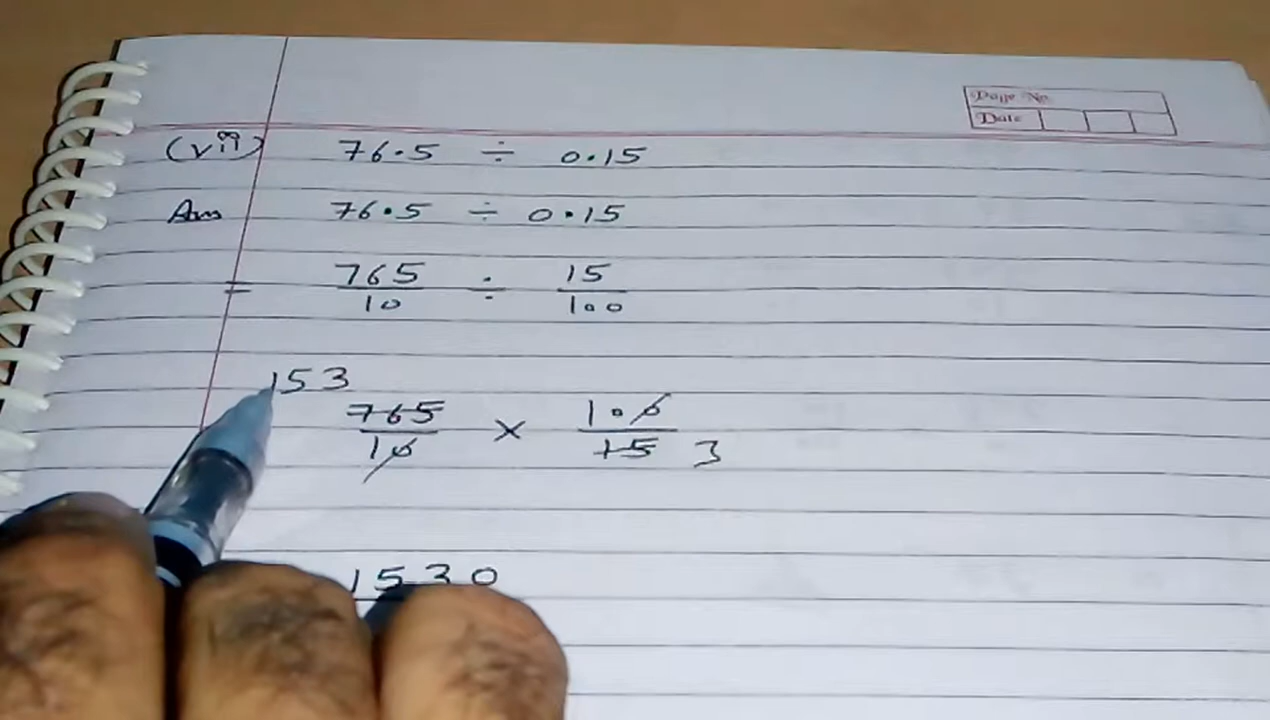 Page No.
Date
(vii) 76.5 ÷ 0.15
Ans 76.5 ÷ 0.15
= 765/10 ÷ 15/100
153
765/10 × 100/15 3
1530